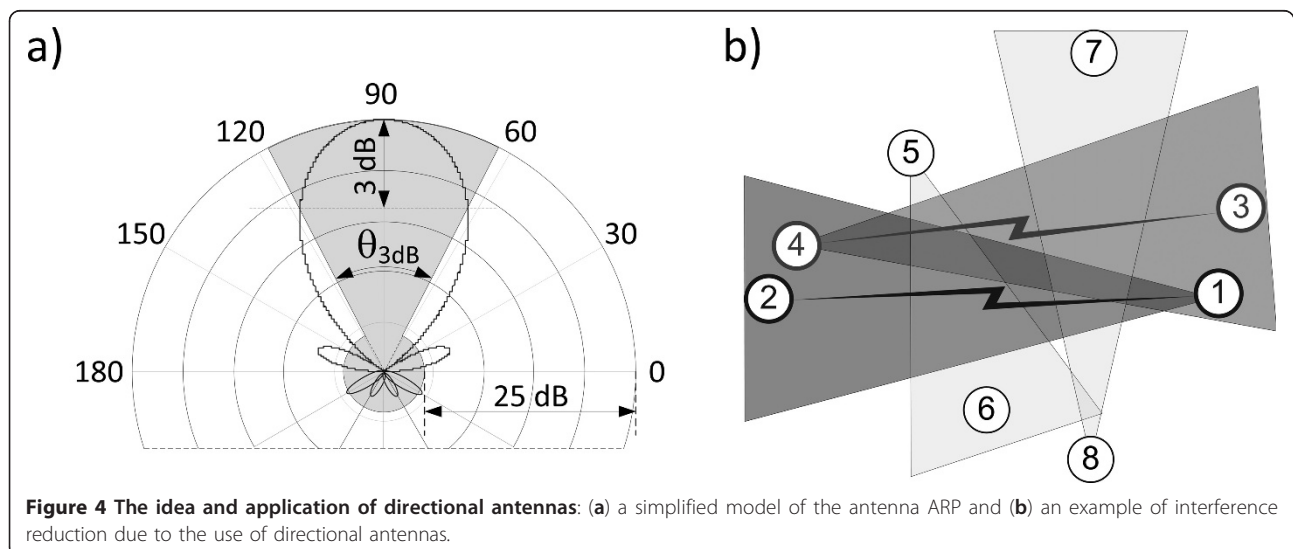 a)
90
120
60
3 dB
150
30
θ3dB
180
0
25 dB
b)
7
5
3
4
2
1
6
8
Figure 4 The idea and application of directional antennas: (a) a simplified model of the antenna ARP and (b) an example of interference
reduction due to the use of directional antennas.